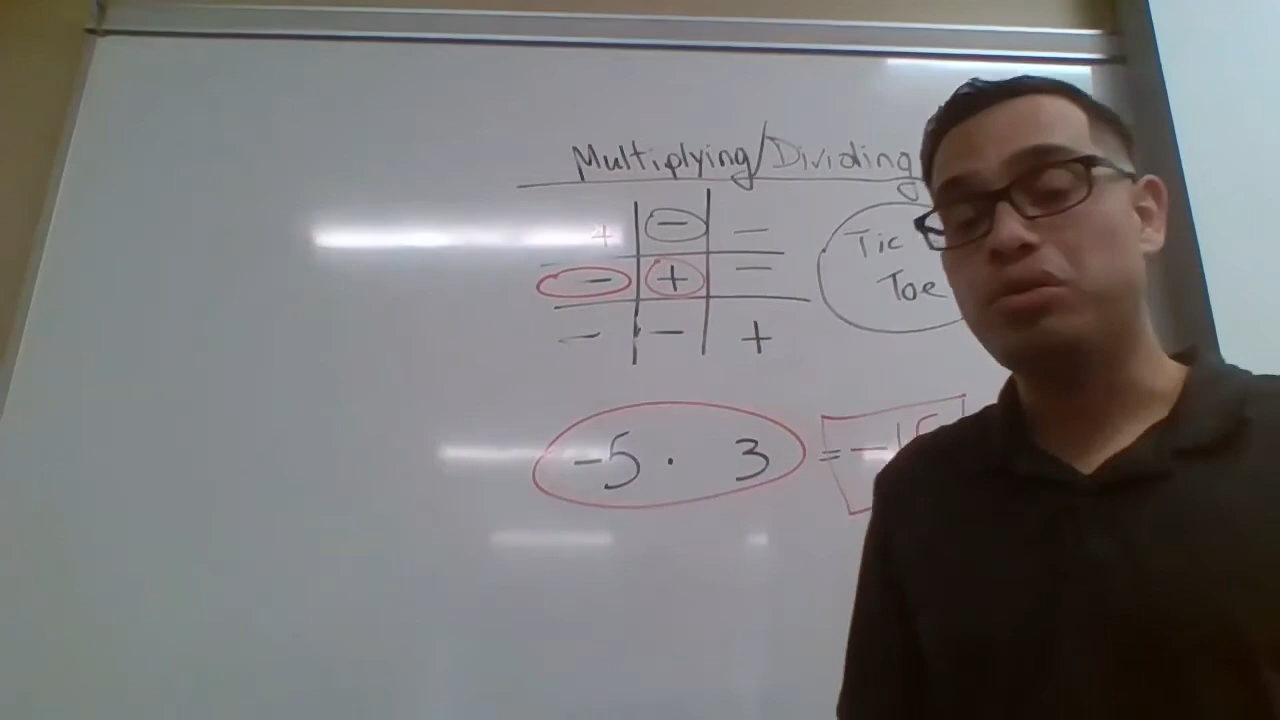 Multiplying/Dividing
+ − −
− + −
− − +
Tic
Toe
-5 · 3 = -15